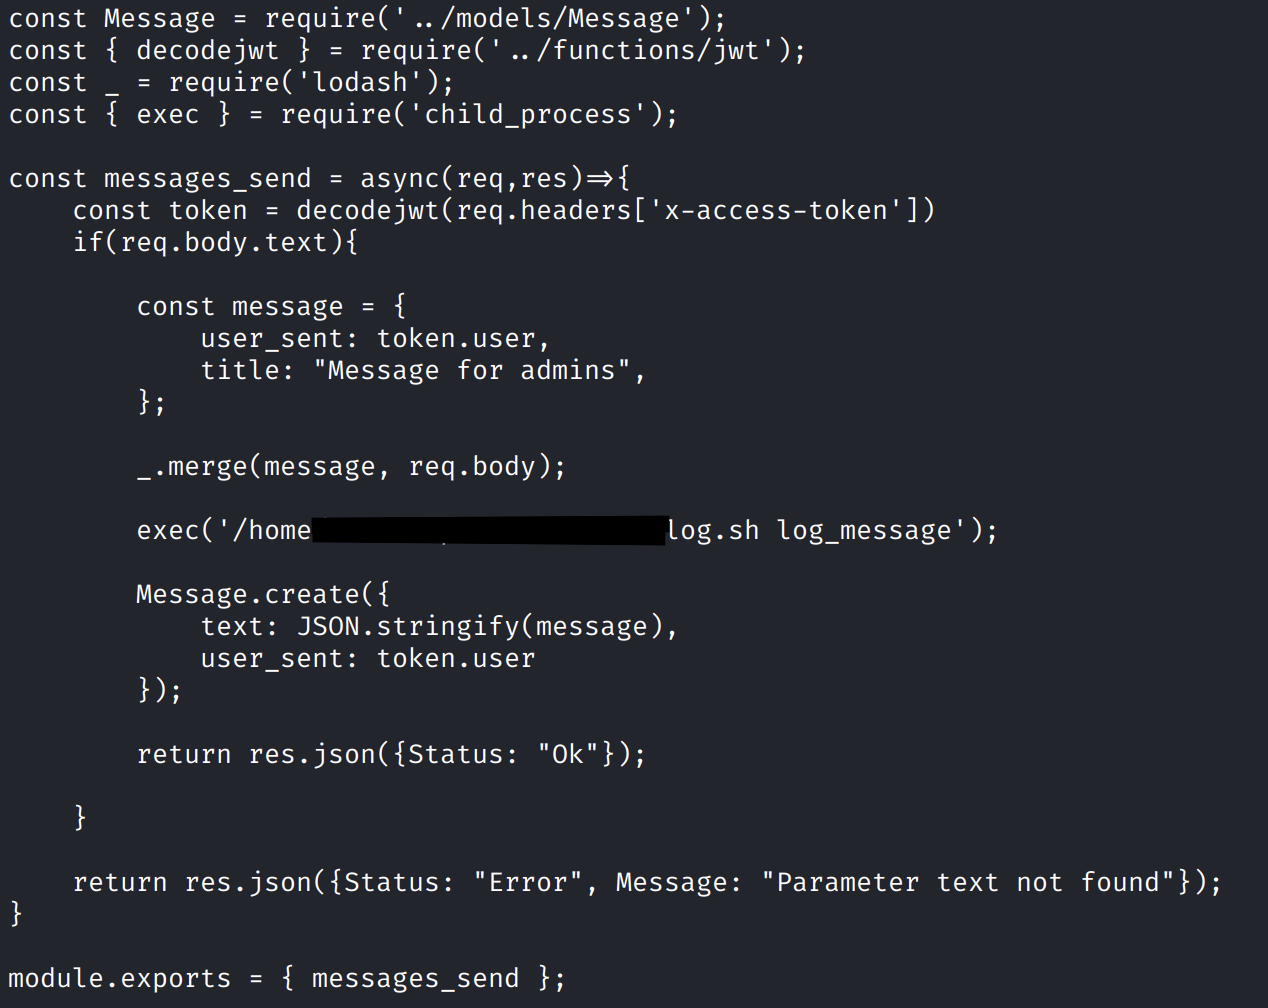 const Message = require('../models/Message');
const { decodejwt } = require('../functions/jwt');
const _ = require('lodash');
const { exec } = require('child_process');
const messages_send = async(req,res)=>{
const token = decodejwt(req.headers['x-access-token'])
if(req.body.text){
const message = {
user_sent: token.user,
title: "Message for admins",
};
_.merge(message, req.body);
exec('/home log.sh log_message');
Message.create({
text: JSON.stringify(message),
user_sent: token.user
});
return res.json({Status: "Ok"});
}
return res.json({Status: "Error", Message: "Parameter text not found"});
}
module.exports = { messages_send };